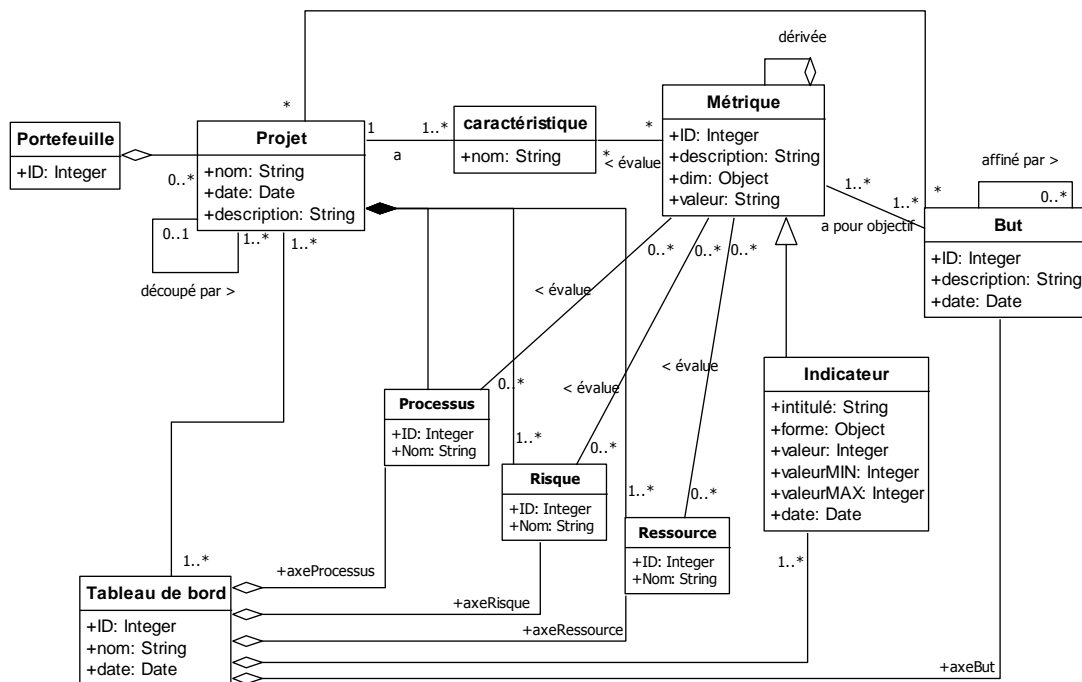 dérivée
*
Portefeuille
+ID: Integer
0..*
Projet
+nom: String
+date: Date
+description: String
1
a
1..*
caractéristique
+nom: String
*
*
< évalue
Métrique
+ID: Integer
+description: String
+dim: Object
+valeur: String
affiné par >
0..*
1..*
1..*
*
a pour objectif
But
+ID: Integer
+description: String
+date: Date
0..1
1..*
1..*
découpé par >
0..*
0..*
0..*
< évalue
< évalue
< évalue
0..*
Processus
+ID: Integer
+Nom: String
1..*
0..*
Risque
+ID: Integer
+Nom: String
1..*
0..*
Ressource
+ID: Integer
+Nom: String
Indicateur
+intitulé: String
+forme: Object
+valeur: Integer
+valeurMIN: Integer
+valeurMAX: Integer
+date: Date
1..*
1..*
Tableau de bord
+ID: Integer
+nom: String
+date: Date
+axeProcessus
+axeRisque
+axeRessource
+axeBut